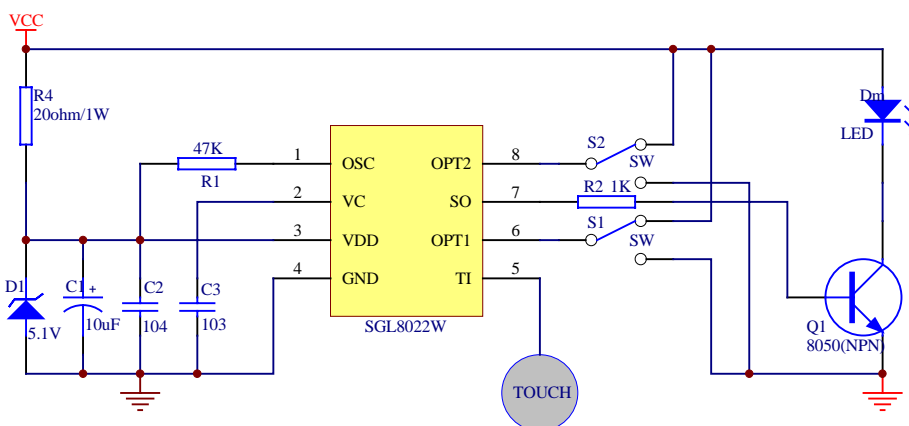 VCC
R4
20ohm/1W
47K
R1
1
2
3
4
OSC
VC
VDD
GND
OPT2
SO
OPT1
TI
8
7
6
5
SGL8022W
S2
SW
R2 1K
S1
SW
Dm
LED
D1
5.1V
C1 +
10uF
C2
104
C3
103
TOUCH
Q1
8050(NPN)